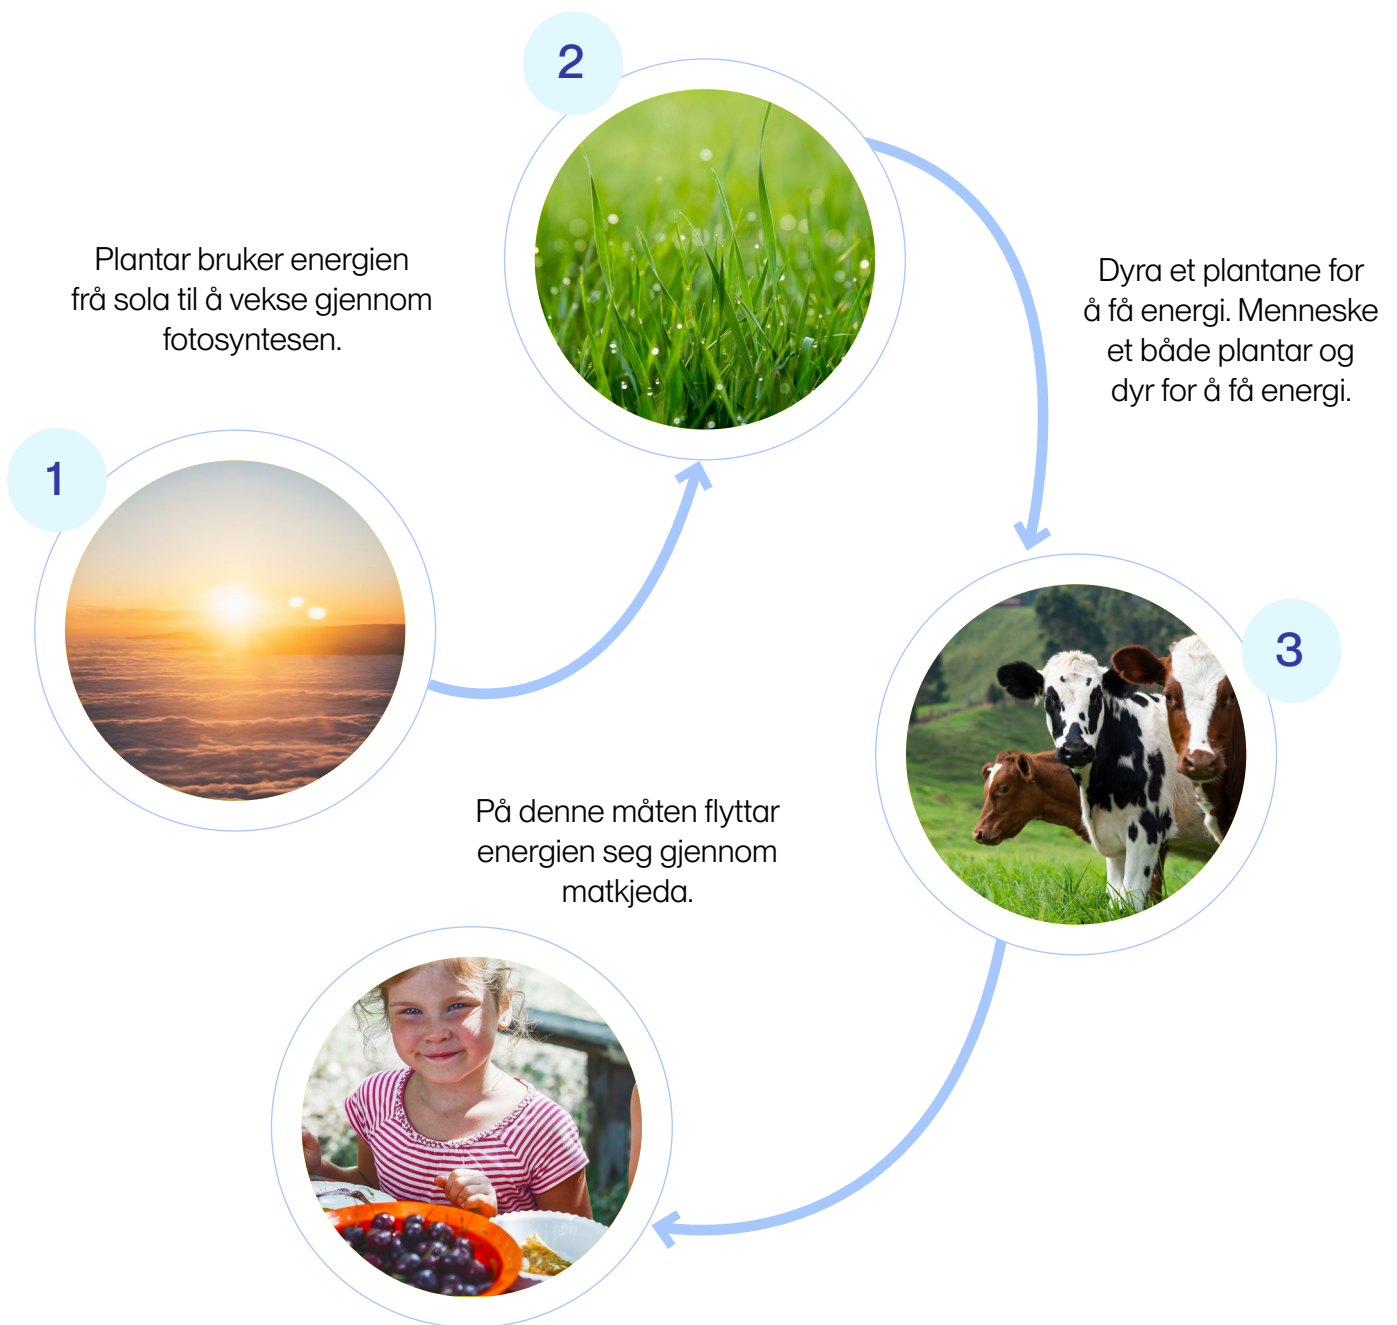 1
Plantar bruker energien
frå sola til å vekse gjennom
fotosyntesen.
2
Dyra et plantane for
å få energi. Menneske
et både plantar og
dyr for å få energi.
3
På denne måten flyttar
energien seg gjennom
matkjeda.